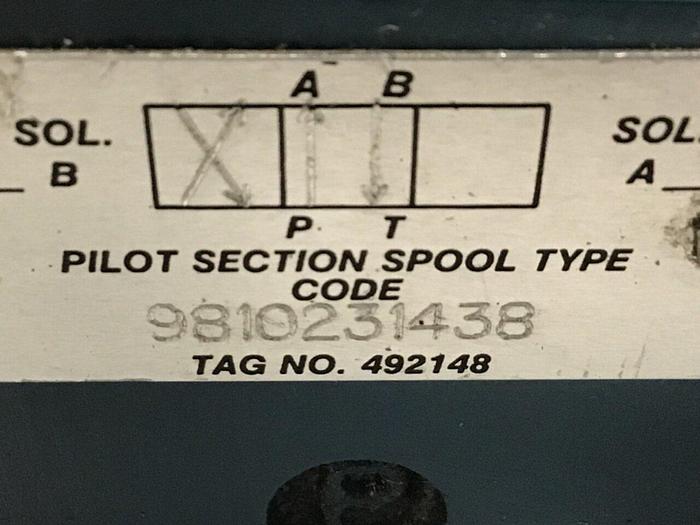 A B
SOL. SOL.
B A
P T
PILOT SECTION SPOOL TYPE
CODE
9810231438
TAG NO. 492148